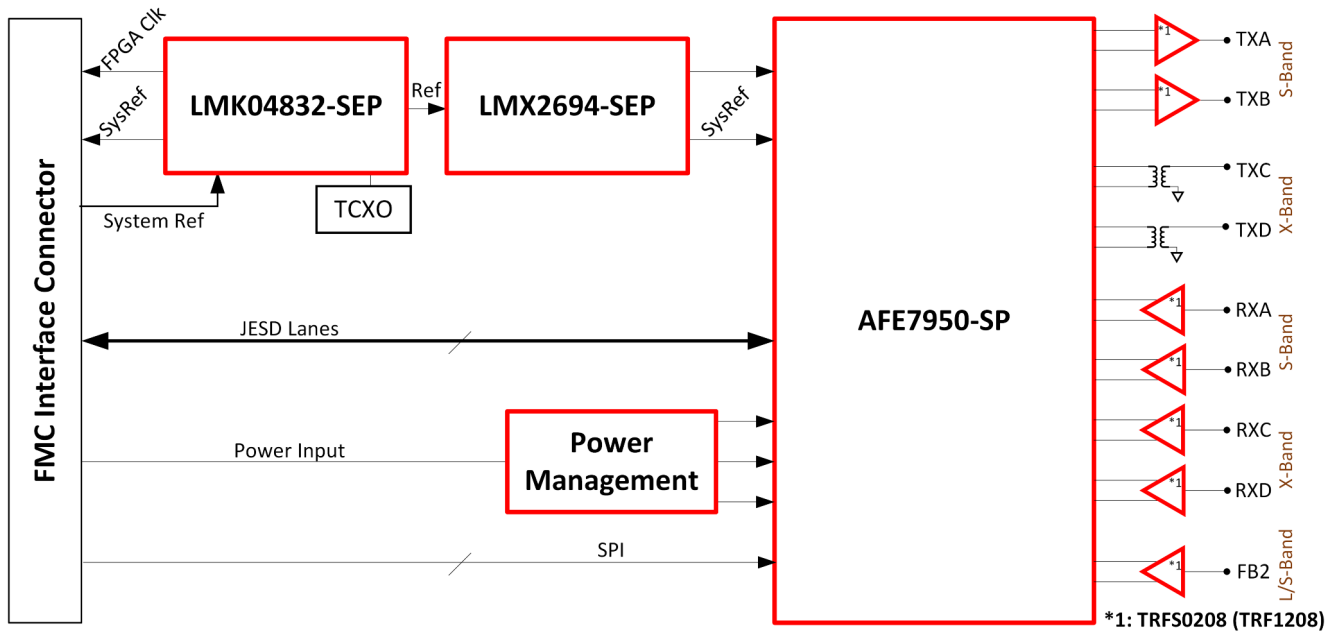 FMC Interface Connector
FPGA Clk
SysRef
System Ref
LMK04832-SEP
TCXO
Ref
LMX2694-SEP
SysRef
JESD Lanes
Power Input
Power
Management
SPI
AFE7950-SP
*1
TXA
*1
TXB
S-Band
TXC
TXD
X-Band
*1
RXA
*1
RXB
S-Band
*1
RXC
*1
RXD
X-Band
*1
FB2
L/S-Band
*1: TRFS0208 (TRF1208)